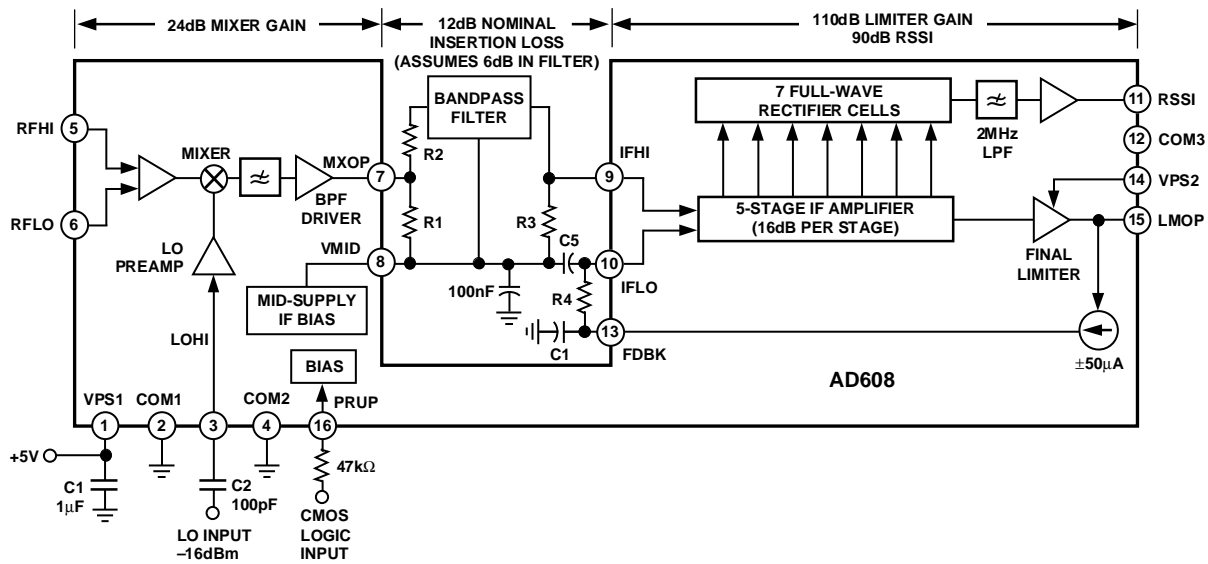 24dB MIXER GAIN
12dB NOMINAL
INSERTION LOSS
(ASSUMES 6dB IN FILTER)
110dB LIMITER GAIN
90dB RSSI
RFHI
5
RFLO
6
MIXER
LO
PREAMP
LOHI
BPF
DRIVER
MXOP
7
VMID
8
MID-SUPPLY
IF BIAS
BIAS
PRUP
R2
R1
BANDPASS
FILTER
R3
C5
100nF
R4
C1
IFHI
9
10
IFLO
13
FDBK
7 FULL-WAVE
RECTIFIER CELLS
2MHz
LPF
5-STAGE IF AMPLIFIER
(16dB PER STAGE)
FINAL
LIMITER
±50μA
AD608
11
RSSI
12
COM3
14
VPS2
15
LMOP
VPS1
COM1
COM2
1
2
3
4
16
+5V
C1
1μF
C2
100pF
LO INPUT
–16dBm
47kΩ
CMOS
LOGIC
INPUT